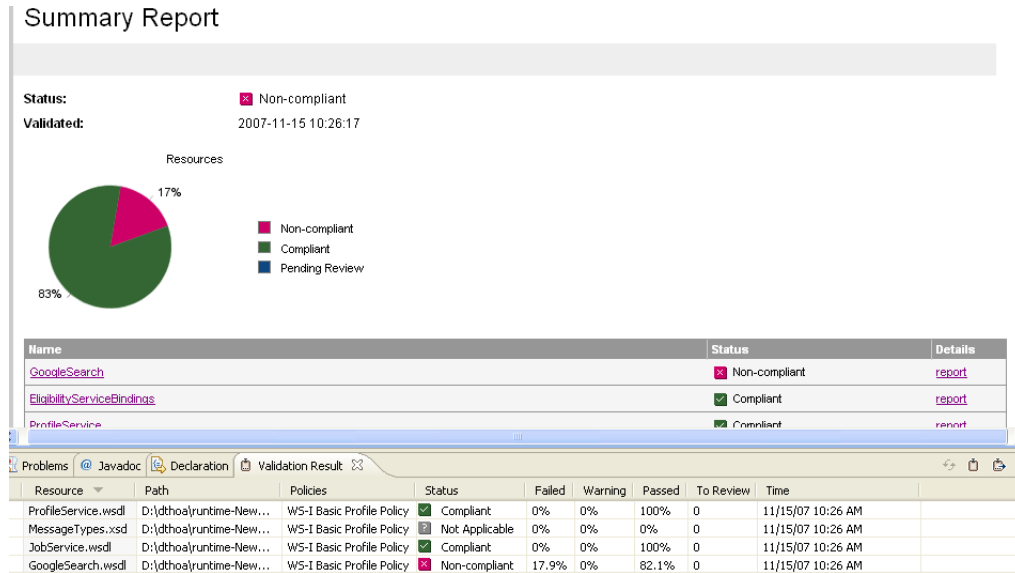 Summary Report
Status: Non-compliant
Validated: 2007-11-15 10:26:17
Resources
17%
83%
Non-compliant
Compliant
Pending Review
Name Status Details
GoogleSearch Non-compliant report
EligibilityServiceBindings Compliant report
ProfileService Compliant report
Problems @ Javadoc Declaration Validation Result
Resource Path Policies Status Failed Warning Passed To Review Time
ProfileService.wsdl D:\dthoa\runtime-New... WS-I Basic Profile Policy Compliant 0% 0% 100% 0 11/15/07 10:26 AM
MessageTypes.xsd D:\dthoa\runtime-New... WS-I Basic Profile Policy ? Not Applicable 0% 0% 0% 0 11/15/07 10:26 AM
JobService.wsdl D:\dthoa\runtime-New... WS-I Basic Profile Policy Compliant 0% 0% 100% 0 11/15/07 10:26 AM
GoogleSearch.wsdl D:\dthoa\runtime-New... WS-I Basic Profile Policy Non-compliant 17.9% 0% 82.1% 0 11/15/07 10:26 AM